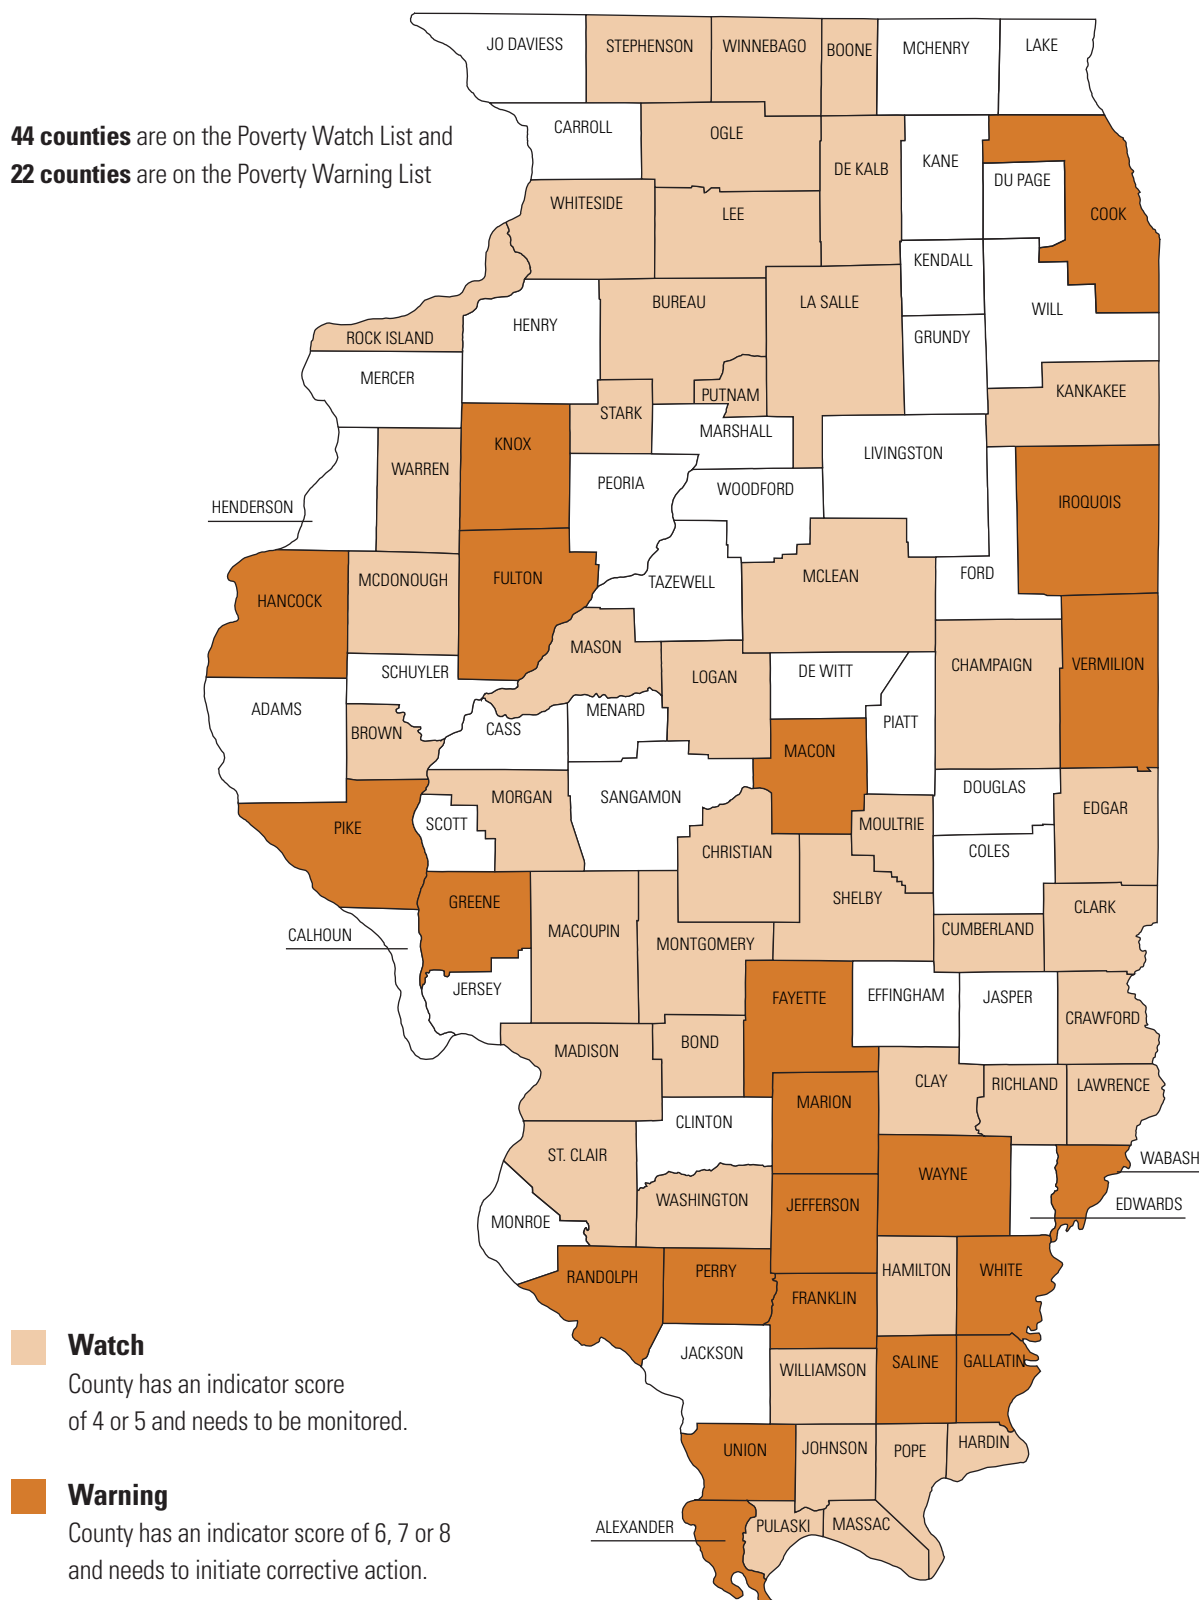 JO DAVIESS
STEPHENSON
WINNEBAGO
BOONE
MCHENRY
LAKE
44 counties are on the Poverty Watch List and
22 counties are on the Poverty Warning List
CARROLL
OGLE
DE KALB
KANE
DU PAGE
COOK
WHITESIDE
LEE
KENDALL
ROCK ISLAND
HENRY
BUREAU
LA SALLE
GRUNDY
WILL
MERCER
PUTNAM
KANKAKEE
STARK
KNOX
MARSHALL
LIVINGSTON
WARREN
PEORIA
WOODFORD
IROQUOIS
HENDERSON
MCDONOUGH
FULTON
TAZEWELL
MCLEAN
FORD
HANCOCK
MASON
LOGAN
DE WITT
CHAMPAIGN
VERMILION
SCHUYLER
ADAMS
BROWN
CASS
MENARD
PIATT
MACON
PIKE
SCOTT
MORGAN
SANGAMON
DOUGLAS
MOULTRIE
EDGAR
CHRISTIAN
COLES
GREENE
SHELBY
CLARK
CALHOUN
MACOUPIN
MONTGOMERY
CUMBERLAND
JERSEY
FAYETTE
EFFINGHAM
JASPER
CRAWFORD
MADISON
BOND
CLAY
RICHLAND
LAWRENCE
MARION
CLINTON
ST. CLAIR
WABASH
WAYNE
WASHINGTON
JEFFERSON
EDWARDS
MONROE
RANDOLPH
PERRY
HAMILTON
WHITE
FRANKLIN
JACKSON
WILLIAMSON
SALINE
GALLATIN
Watch
County has an indicator score
of 4 or 5 and needs to be monitored.
UNION
JOHNSON
POPE
HARDIN
Warning
County has an indicator score of 6, 7 or 8
and needs to initiate corrective action.
ALEXANDER
PULASKI
MASSAC